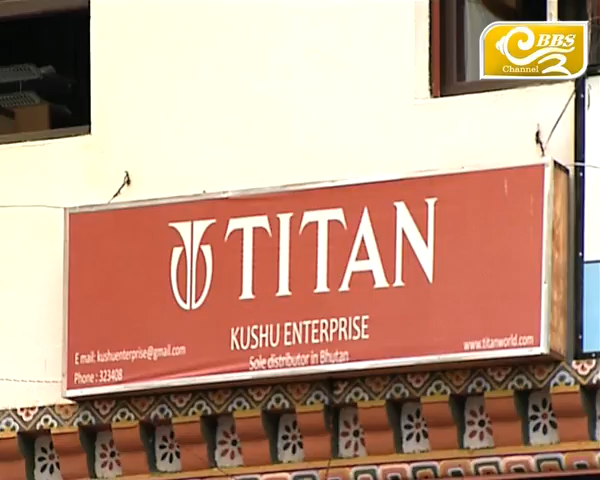 BBS
Channel 2
TITAN
KUSHU ENTERPRISE
Sole distributor in Bhutan
E mail: kushuenterprise@gmail.com
Phone : 323408
www.titanworld.com